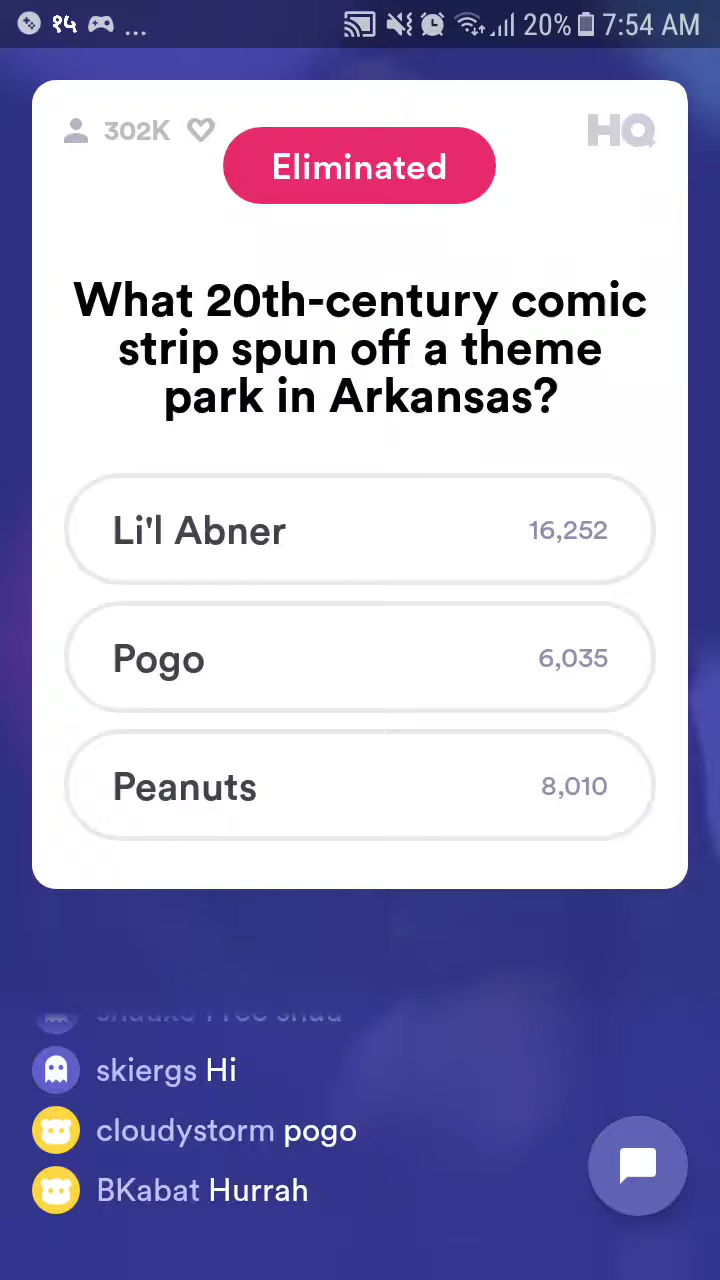 १५ ... 20% 7:54 AM
302K HQ
Eliminated
What 20th-century comic
strip spun off a theme
park in Arkansas?
Li'l Abner 16,252
Pogo 6,035
Peanuts 8,010
skiergs Hi
cloudystorm pogo
BKabat Hurrah